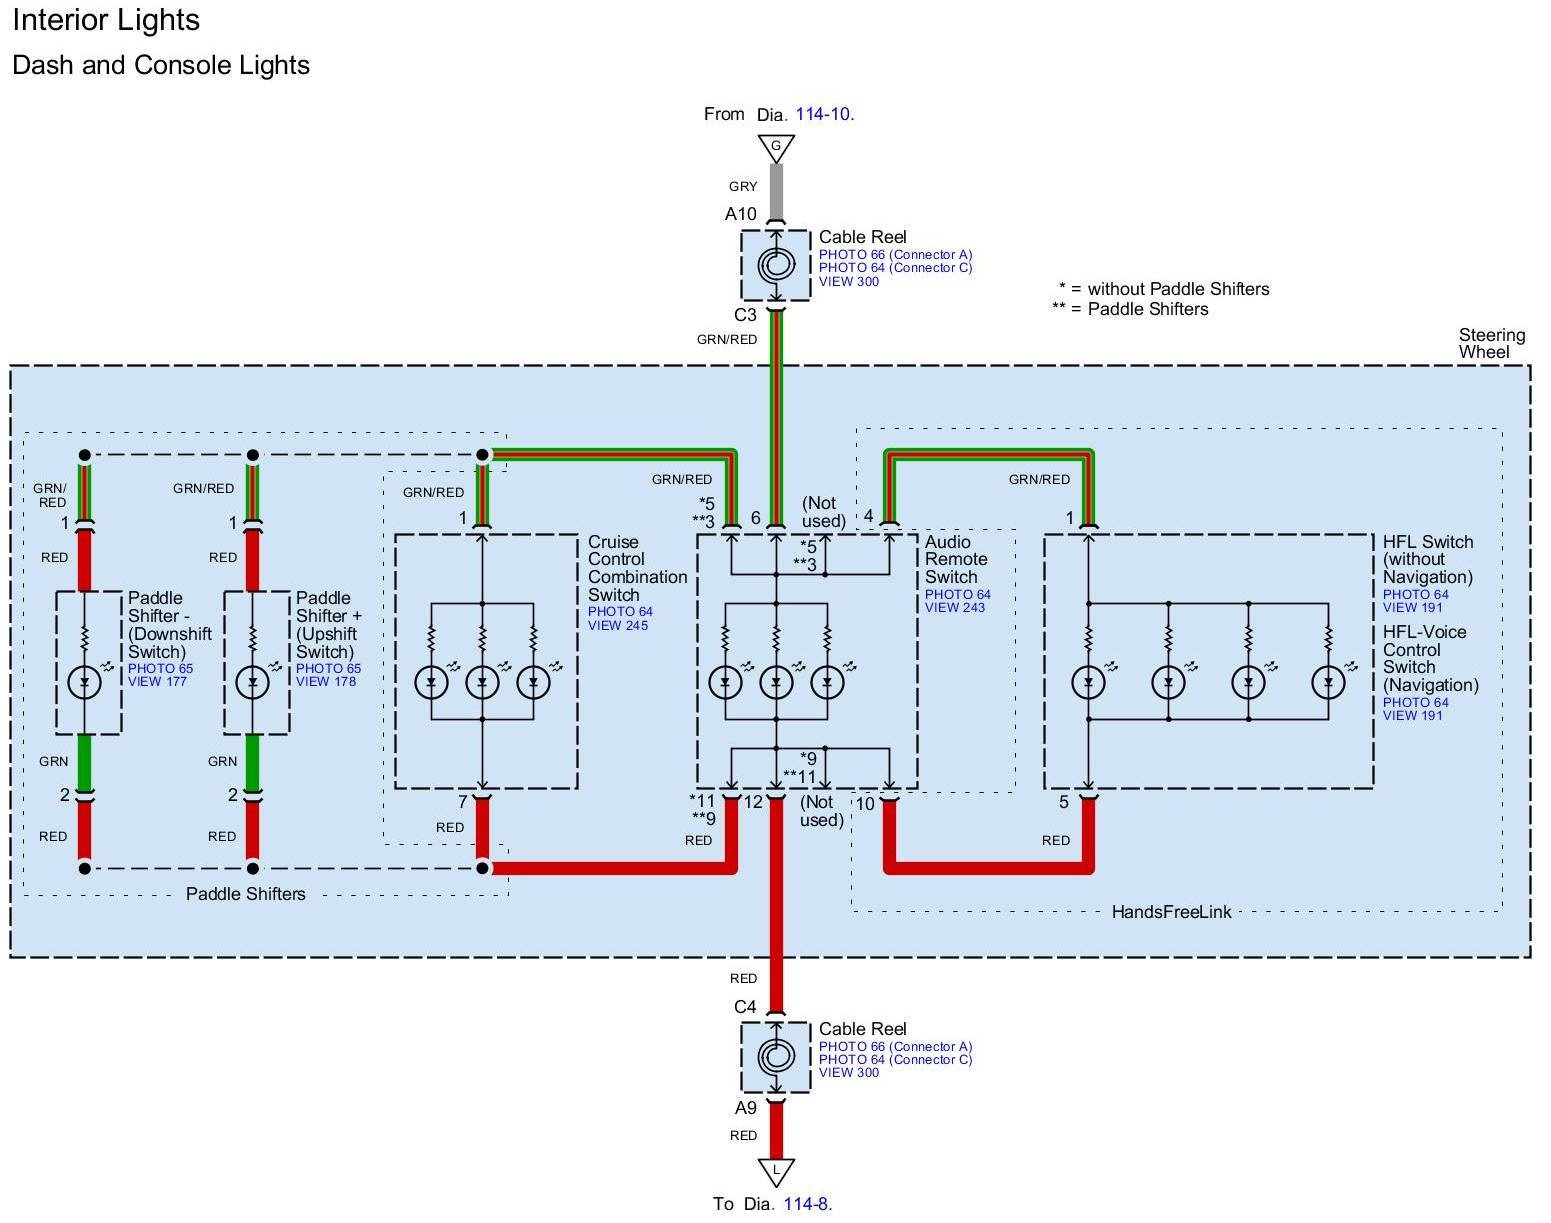 Interior Lights
Dash and Console Lights
From Dia. 114-10.
G
GRY
A10
Cable Reel
PHOTO 66 (Connector A)
PHOTO 64 (Connector C)
VIEW 300
* = without Paddle Shifters
** = Paddle Shifters
C3
GRN/RED
Steering
Wheel
GRN/
RED
1
RED
Paddle
Shifter -
(Downshift
Switch)
PHOTO 65
VIEW 177
GRN
2
RED
GRN/RED
1
RED
Paddle
Shifter +
(Upshift
Switch)
PHOTO 65
VIEW 178
GRN
2
RED
Paddle Shifters
GRN/RED
1
Cruise
Control
Combination
Switch
PHOTO 64
VIEW 245
7
RED
GRN/RED
*5
**3
6
(Not
used)
*5
**3
4
Audio
Remote
Switch
PHOTO 64
VIEW 243
*9
**11
*11
**9
12
(Not
used)
10
RED
GRN/RED
1
HFL Switch
(without
Navigation)
PHOTO 64
VIEW 191
HFL-Voice
Control
Switch
(Navigation)
PHOTO 64
VIEW 191
5
RED
HandsFreeLink
RED
C4
Cable Reel
PHOTO 66 (Connector A)
PHOTO 64 (Connector C)
VIEW 300
A9
RED
L
To Dia. 114-8.